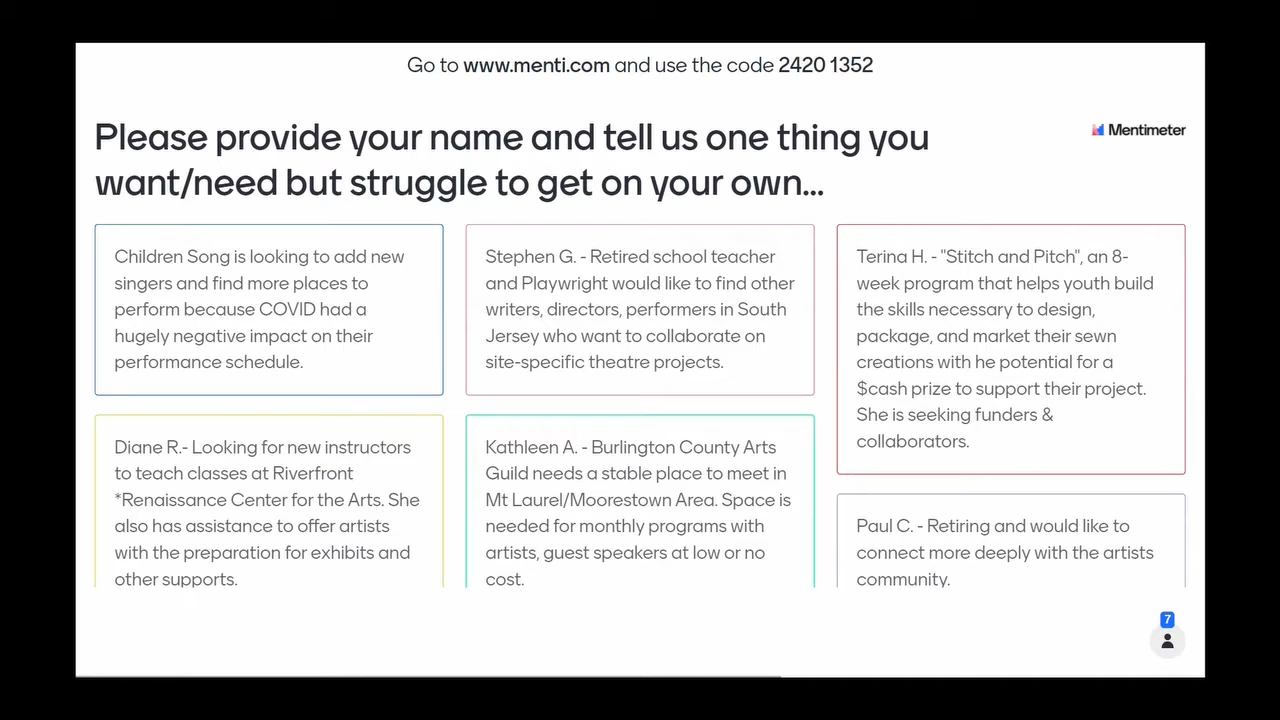 Go to www.menti.com and use the code 2420 1352
Please provide your name and tell us one thing you
want/need but struggle to get on your own...
Mentimeter
Children Song is looking to add new
singers and find more places to
perform because COVID had a
hugely negative impact on their
performance schedule.
Stephen G. - Retired school teacher
and Playwright would like to find other
writers, directors, performers in South
Jersey who want to collaborate on
site-specific theatre projects.
Terina H. - "Stitch and Pitch", an 8-
week program that helps youth build
the skills necessary to design,
package, and market their sewn
creations with he potential for a
$cash prize to support their project.
She is seeking funders &
collaborators.
Diane R.- Looking for new instructors
to teach classes at Riverfront
*Renaissance Center for the Arts. She
also has assistance to offer artists
with the preparation for exhibits and
other supports.
Kathleen A. - Burlington County Arts
Guild needs a stable place to meet in
Mt Laurel/Moorestown Area. Space is
needed for monthly programs with
artists, guest speakers at low or no
cost.
Paul C. - Retiring and would like to
connect more deeply with the artists
community.
7